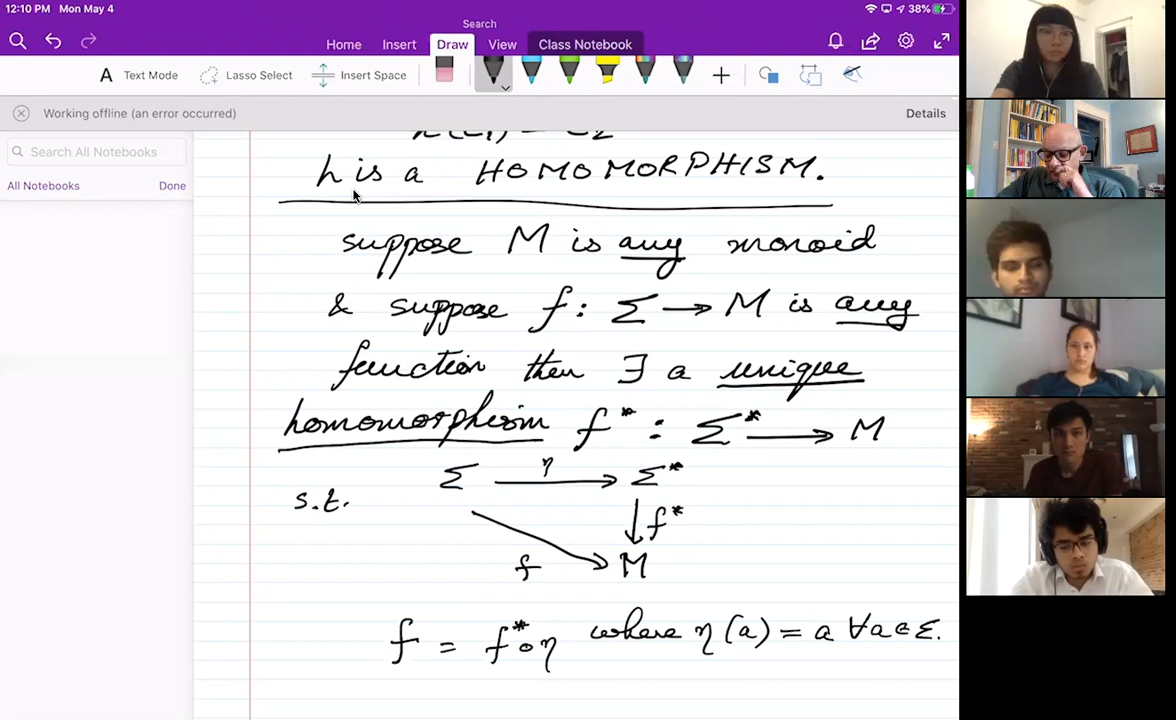 12:10 PM Mon May 4
38%
Search
Home Insert Draw View Class Notebook
Text Mode Lasso Select Insert Space
Working offline (an error occurred) Details
Search All Notebooks
All Notebooks Done
h is a HOMOMORPHISM.
suppose M is any monoid
& suppose f : Σ → M is any
function then ∃ a unique
homomorphism f* : Σ* → M
s.t. Σ η → Σ*
↓ f*
f → M
f = f* ∘ η where η(a) = a ∀a ∈ Σ.